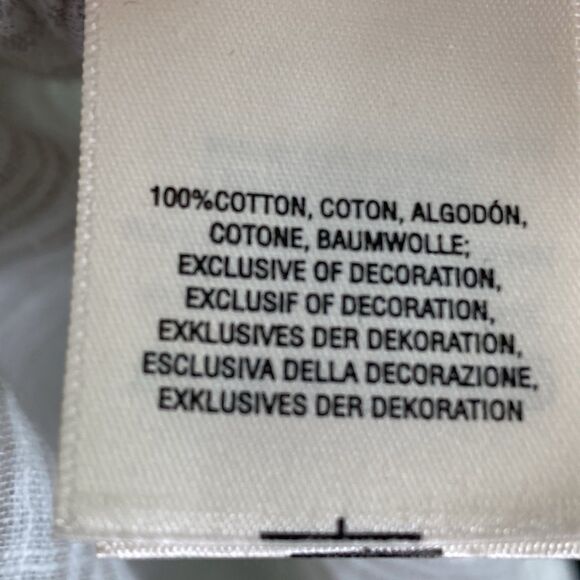 100%COTTON, COTON, ALGODÓN,
COTONE, BAUMWOLLE;
EXCLUSIVE OF DECORATION,
EXCLUSIF OF DECORATION,
EXKLUSIVES DER DEKORATION,
ESCLUSIVA DELLA DECORAZIONE,
EXKLUSIVES DER DEKORATION